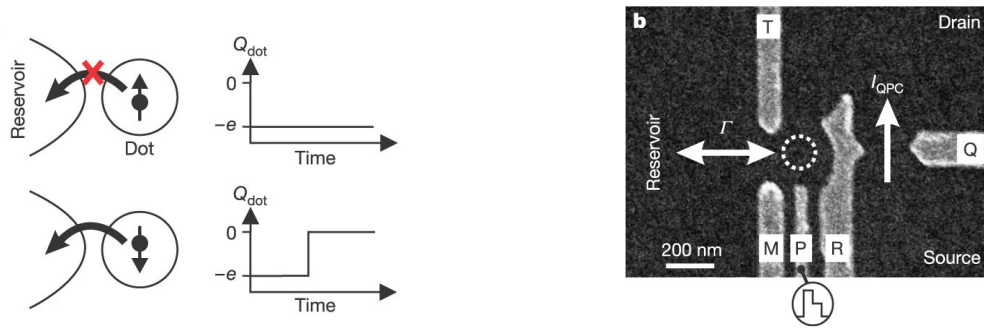 Reservoir
Dot
Q_dot
0
−e
Time
Reservoir
Q_dot
0
−e
Time
b
T
Drain
I_QPC
Γ
Q
M
P
R
200 nm
Source